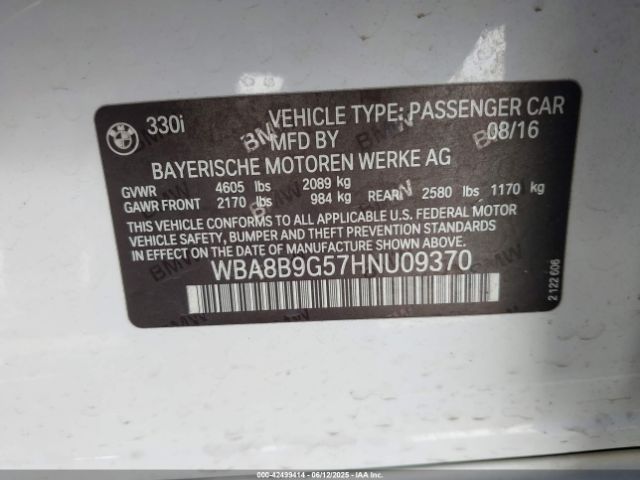 330i VEHICLE TYPE: PASSENGER CAR
MFD BY 08/16
BAYERISCHE MOTOREN WERKE AG
GVWR 4605 lbs 2089 kg
GAWR FRONT 2170 lbs 984 kg REAR: 2580 lbs 1170 kg
THIS VEHICLE CONFORMS TO ALL APPLICABLE U.S. FEDERAL MOTOR
VEHICLE SAFETY, BUMPER AND THEFT PREVENTION STANDARDS IN
EFFECT ON THE DATE OF MANUFACTURE SHOWN ABOVE.
WBA8B9G57HNU09370
2 122 606
000-42499414 - 06/12/2025 - IAAI